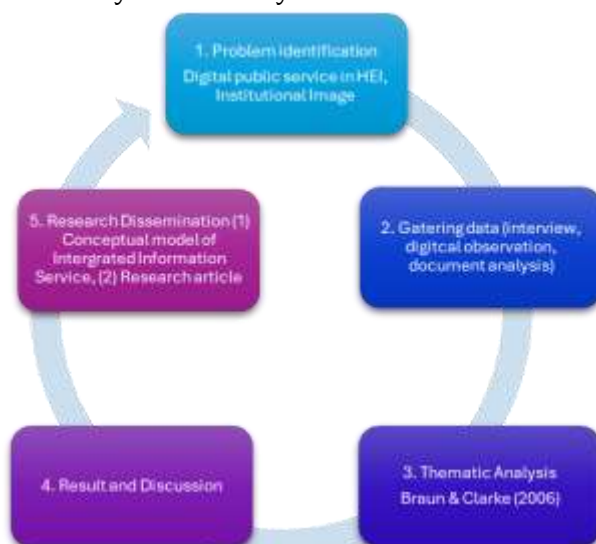 1. Problem identification
Digital public service in HEI,
Institutional Image
2. Gatering data (interview,
digitcal observation,
document analysis)
3. Thematic Analysis
Braun & Clarke (2006)
4. Result and Discussion
5. Research Dissemination (1)
Conceptual model of
Intergrated Information
Service, (2) Research article